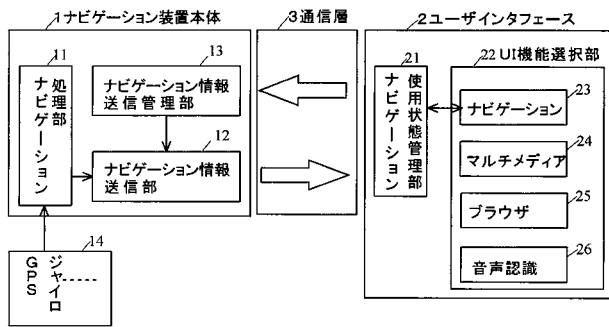 1ナビゲーション装置本体
3通信層
2ユーザインタフェース
11
13
21
22 UI機能選択部
処理部
ナビゲーション
ナビゲーション情報
送信管理部
12
ナビゲーション情報
送信部
使用状態管理部
ナビゲーション
23
ナビゲーション
24
マルチメディア
25
ブラウザ
26
音声認識
14
ジャイロ
GPS